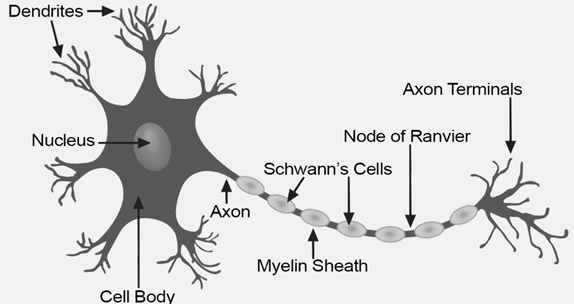 Dendrites
Axon Terminals
Nucleus
Node of Ranvier
Schwann's Cells
Axon
Myelin Sheath
Cell Body